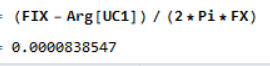 = (FIX - Arg[UC1]) / (2 * Pi * FX)
= 0.0000838547